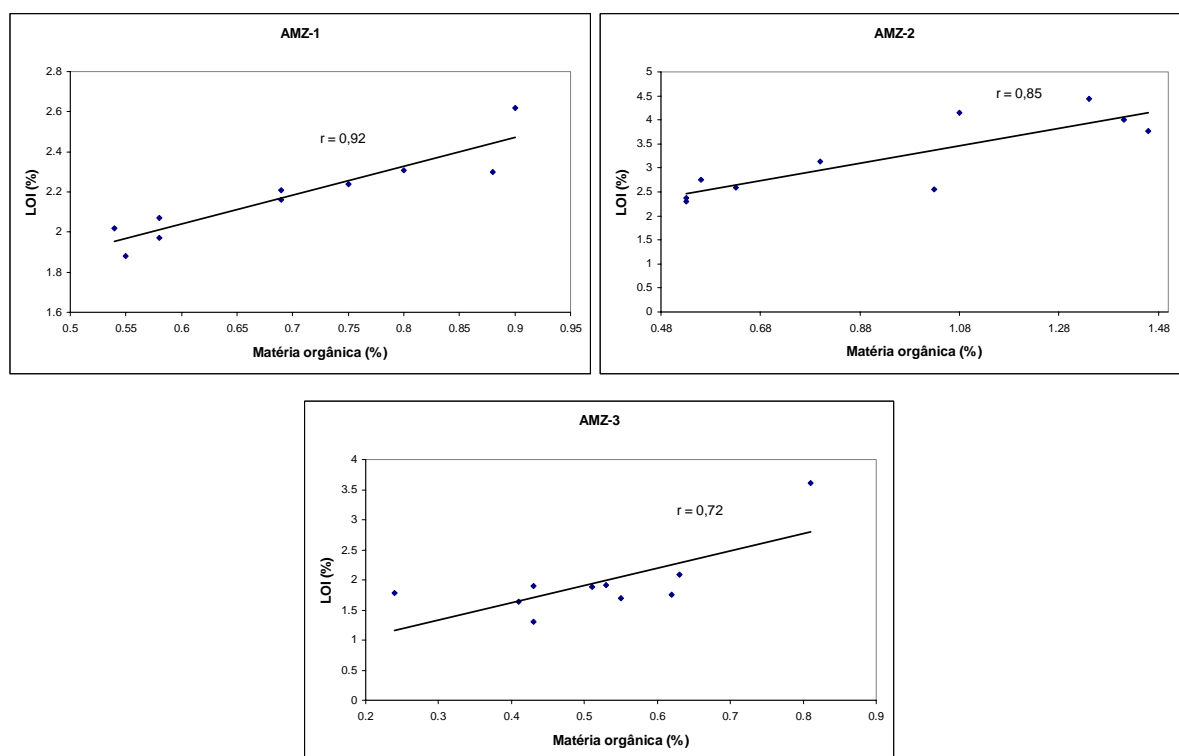 AMZ-1
2.8
2.6
2.4
2.2
2
1.8
1.6
LOI (%)
r = 0,92
0.5 0.55 0.6 0.65 0.7 0.75 0.8 0.85 0.9 0.95
Matéria orgânica (%)
AMZ-2
5
4.5
4
3.5
3
2.5
2
1.5
1
0.5
0
LOI (%)
r = 0,85
0.48 0.68 0.88 1.08 1.28 1.48
Matéria orgânica (%)
AMZ-3
4
3.5
3
2.5
2
1.5
1
0.5
0
LOI (%)
r = 0,72
0.2 0.3 0.4 0.5 0.6 0.7 0.8 0.9
Matéria orgânica (%)